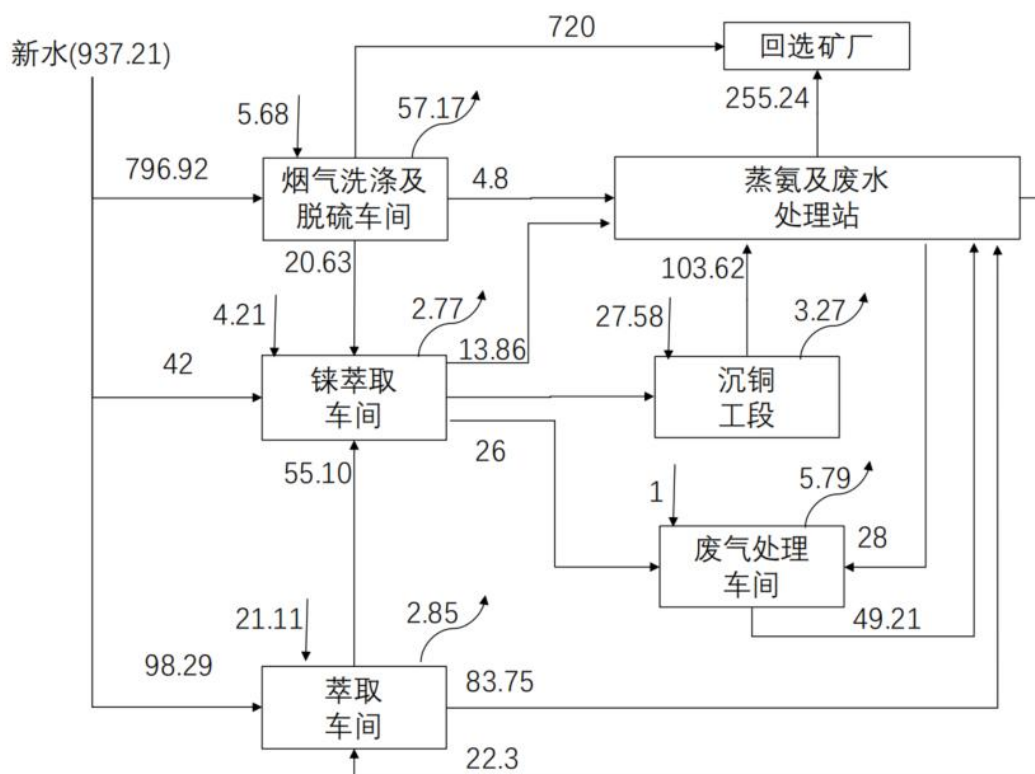 720
新水(937.21)
回选矿厂
255.24
5.68
57.17
796.92
烟气洗涤及
脱硫车间
4.8
蒸氨及废水
处理站
20.63
103.62
4.21
2.77
27.58
3.27
13.86
42
铼萃取
车间
沉铜
工段
26
55.10
1
5.79
废气处理
车间
28
49.21
21.11
2.85
98.29
萃取
车间
83.75
22.3